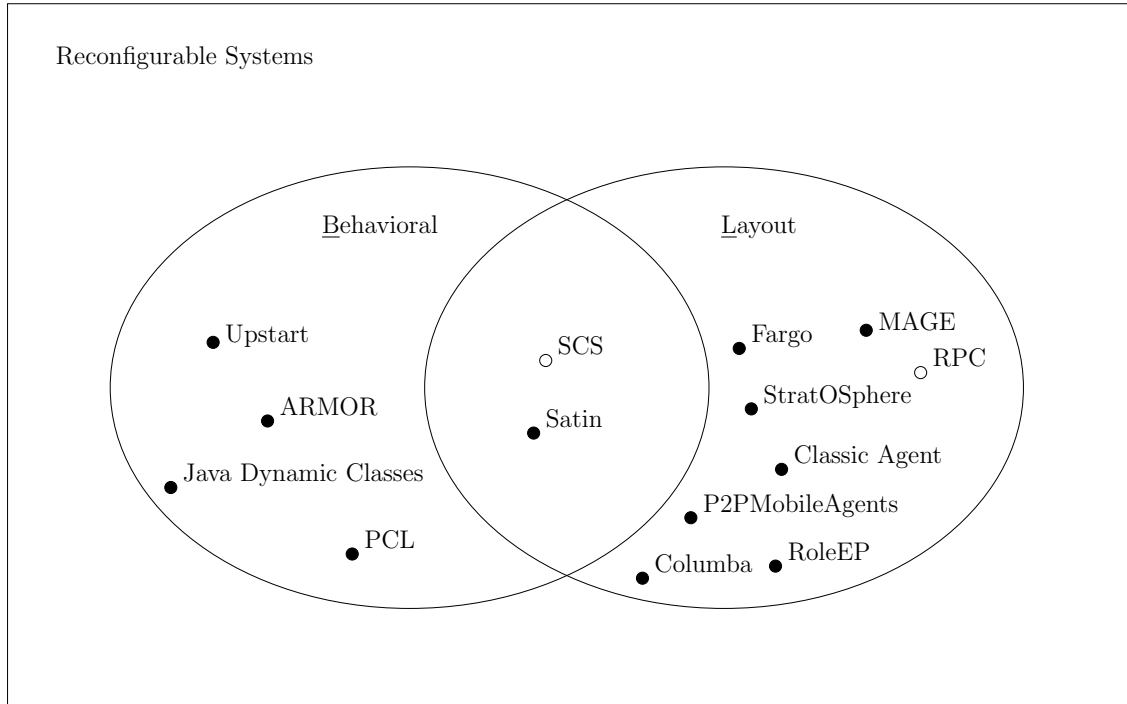 Reconfigurable Systems
Behavioral
Layout
Upstart
SCS
Fargo
MAGE
RPC
ARMOR
Satin
StratOSphere
Java Dynamic Classes
Classic Agent
P2PMobileAgents
PCL
Columba
RoleEP